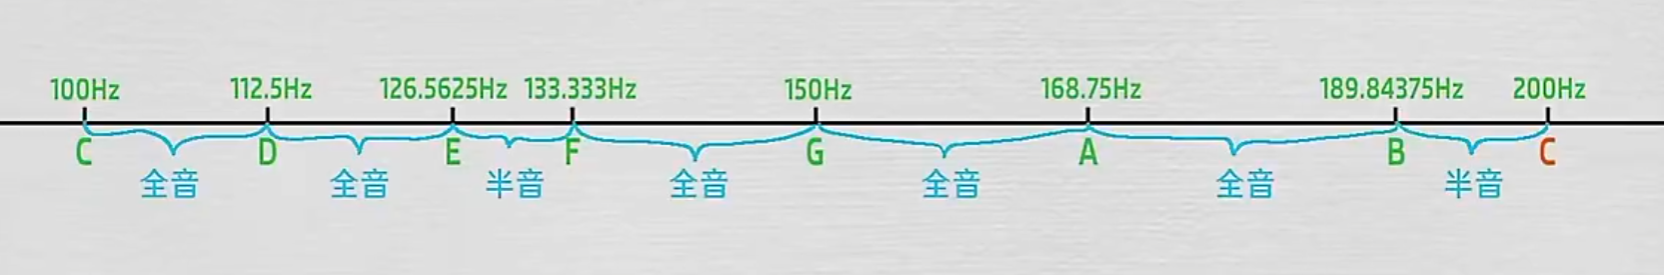 100Hz 112.5Hz 126.5625Hz 133.333Hz 150Hz 168.75Hz 189.84375Hz 200Hz
C D E F G A B C
全音 全音 半音 全音 全音 全音 半音